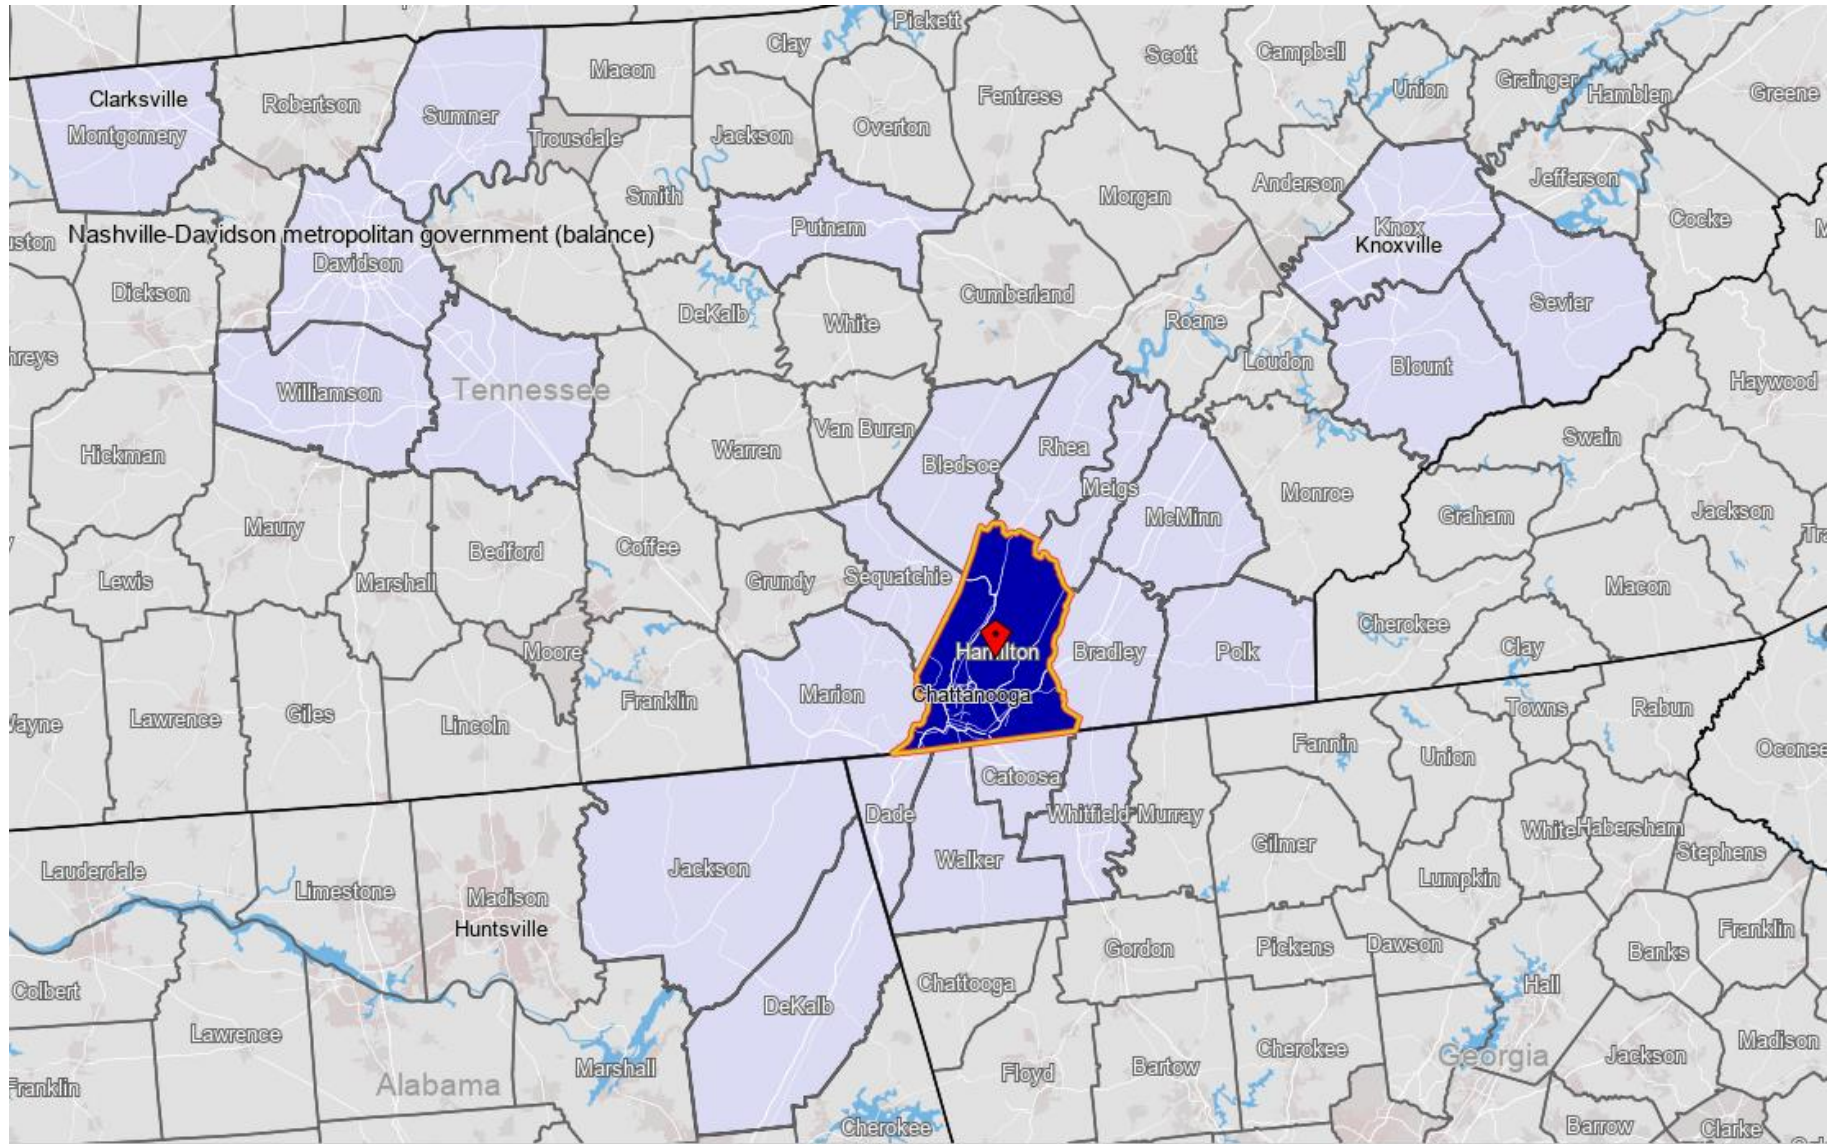 Pickett
Clay
Scott
Campbell
Macon
Union
Grainger
Hamblen
Greene
Clarksville
Robertson
Sumner
Fentress
Montgomery
Trousdale
Jackson
Overton
Jefferson
Smith
Morgan
Anderson
Cocke
Putnam
Knox
Knoxville
Nashville-Davidson metropolitan government (balance)
Davidson
Dickson
Cumberland
Sevier
DeKalb
White
Roane
Loudon
Blount
Williamson
Tennessee
Haywood
Van Buren
Swain
Hickman
Warren
Rhea
Bledsoe
Meigs
Monroe
McMinn
Graham
Jackson
Maury
Bedford
Coffee
Lewis
Marshall
Grundy
Sequatchie
Macon
Cherokee
Clay
Moore
Hamilton
Bradley
Polk
Chattanooga
Marion
Franklin
Lawrence
Giles
Lincoln
Towns
Rabun
Fannin
Union
Catoosa
Dade
Whitfield
Murray
White
Habersham
Gilmer
Stephens
Walker
Lauderdale
Jackson
Limestone
Madison
Lumpkin
Huntsville
Gordon
Pickens
Dawson
Banks
Franklin
Chattooga
Hall
Colbert
DeKalb
Lawrence
Madison
Cherokee
Georgia
Jackson
Marshall
Floyd
Bartow
Franklin
Alabama
Cherokee
Barrow
Clarke